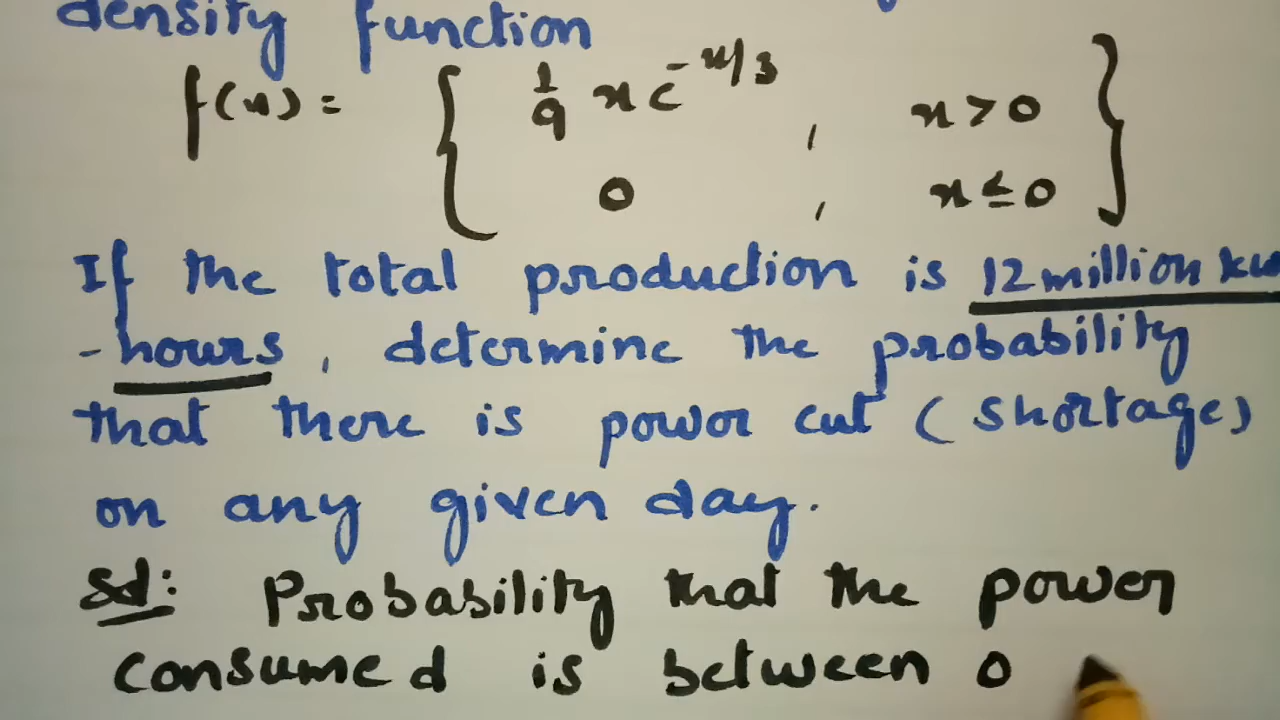 density function
f(x) = { 1/9 x e^-x/3 , x > 0
0 , x ≤ 0 }
If the total production is 12 million kw
- hours , determine the probability
that there is power cut (shortage)
on any given day.
Sol: Probability that the power
consumed is between 0